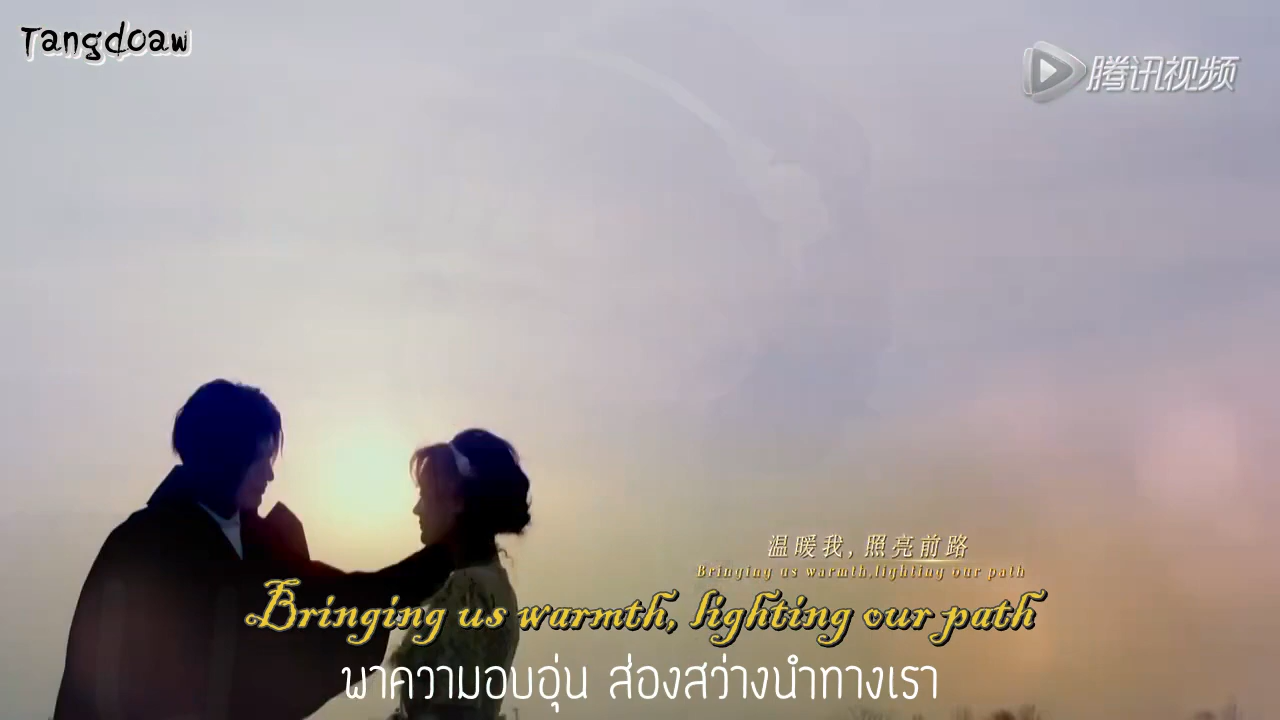 Tangdoaw
腾讯视频
温暖我,照亮前路
Bringing us warmth,lighting our path
Bringing us warmth, lighting our path
พาความอบอุ่น ส่องสว่างนำทางเรา